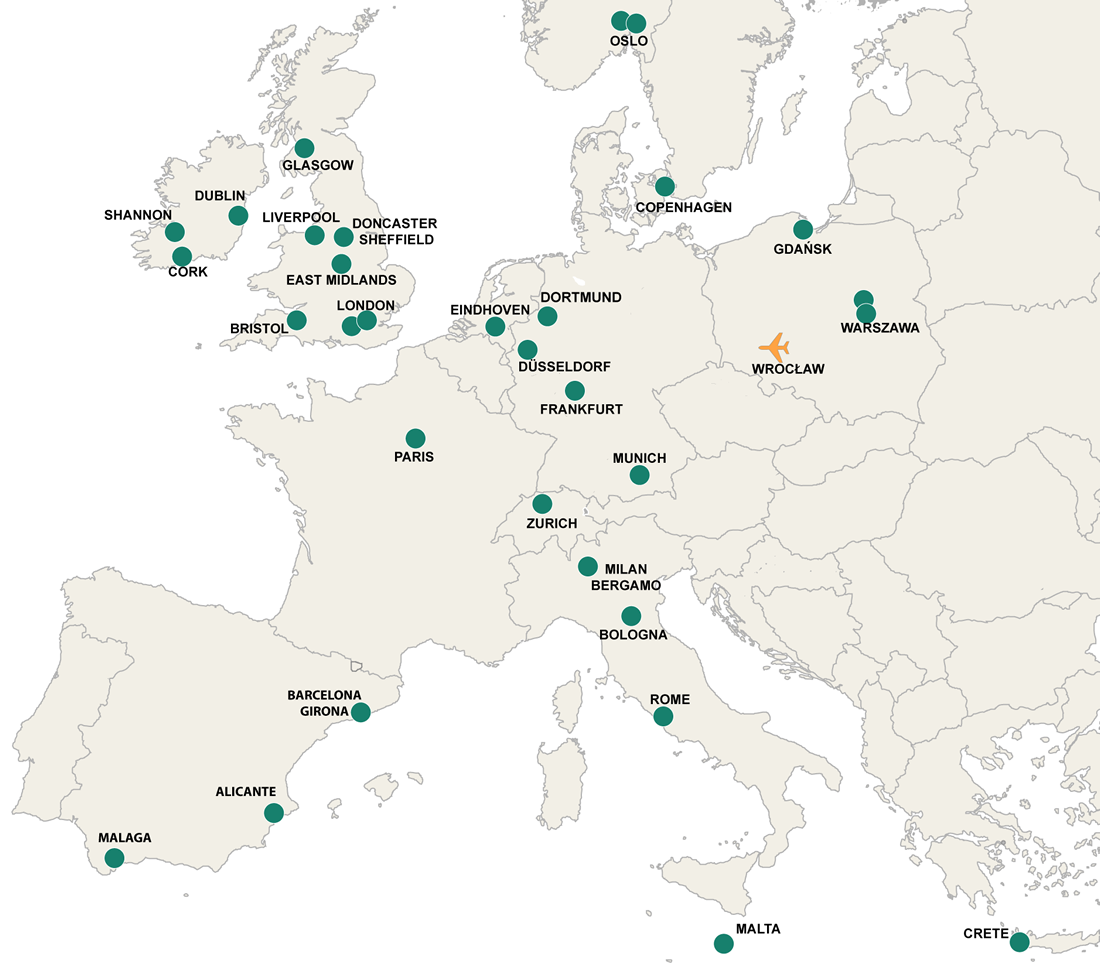 OSLO
GLASGOW
DUBLIN
SHANNON
LIVERPOOL
DONCASTER
SHEFFIELD
COPENHAGEN
GDAŃSK
CORK
EAST MIDLANDS
LONDON
EINDHOVEN
DORTMUND
BRISTOL
WARSZAWA
DÜSSELDORF
WROCŁAW
FRANKFURT
PARIS
MUNICH
ZURICH
MILAN
BERGAMO
BOLOGNA
BARCELONA
GIRONA
ROME
ALICANTE
MALAGA
MALTA
CRETE